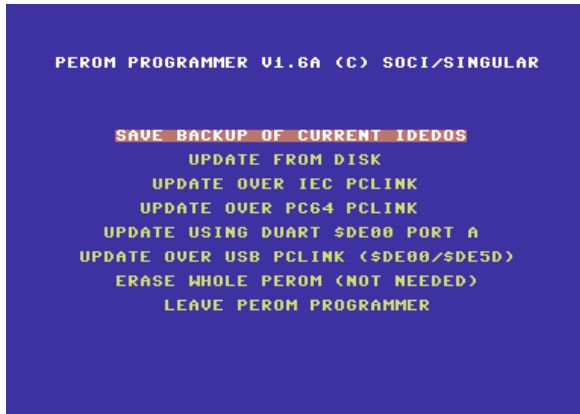 PEROM PROGRAMMER V1.6A (C) SOCI/SINGULAR
SAVE BACKUP OF CURRENT IDEDOS
UPDATE FROM DISK
UPDATE OVER IEC PCLINK
UPDATE OVER PC64 PCLINK
UPDATE USING DUART $DE00 PORT A
UPDATE OVER USB PCLINK ($DE00/$DE5D)
ERASE WHOLE PEROM (NOT NEEDED)
LEAVE PEROM PROGRAMMER